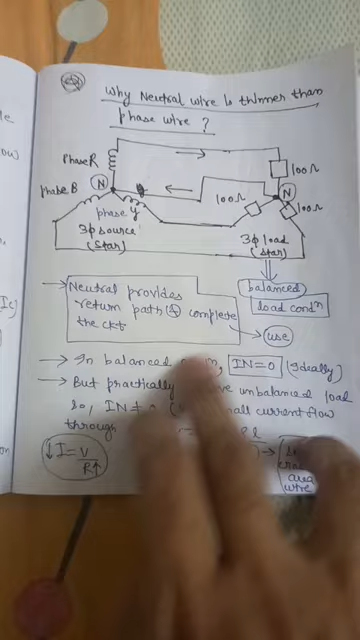 Why Neutral wire is thinner than
phase wire ?
Phase R
100Ω
Phase B
N
N
100Ω
100Ω
phase Y
3ϕ source
(Star)
3ϕ load
(star)
balanced
load condⁿ
→ Neutral provides
return path & complete
the ckt
use
→ In balanced
IN=0 (Ideally)
→ But practically
unbalanced load
so, IN≠0
small current flow
through
↓I = V/R↑
area
wire